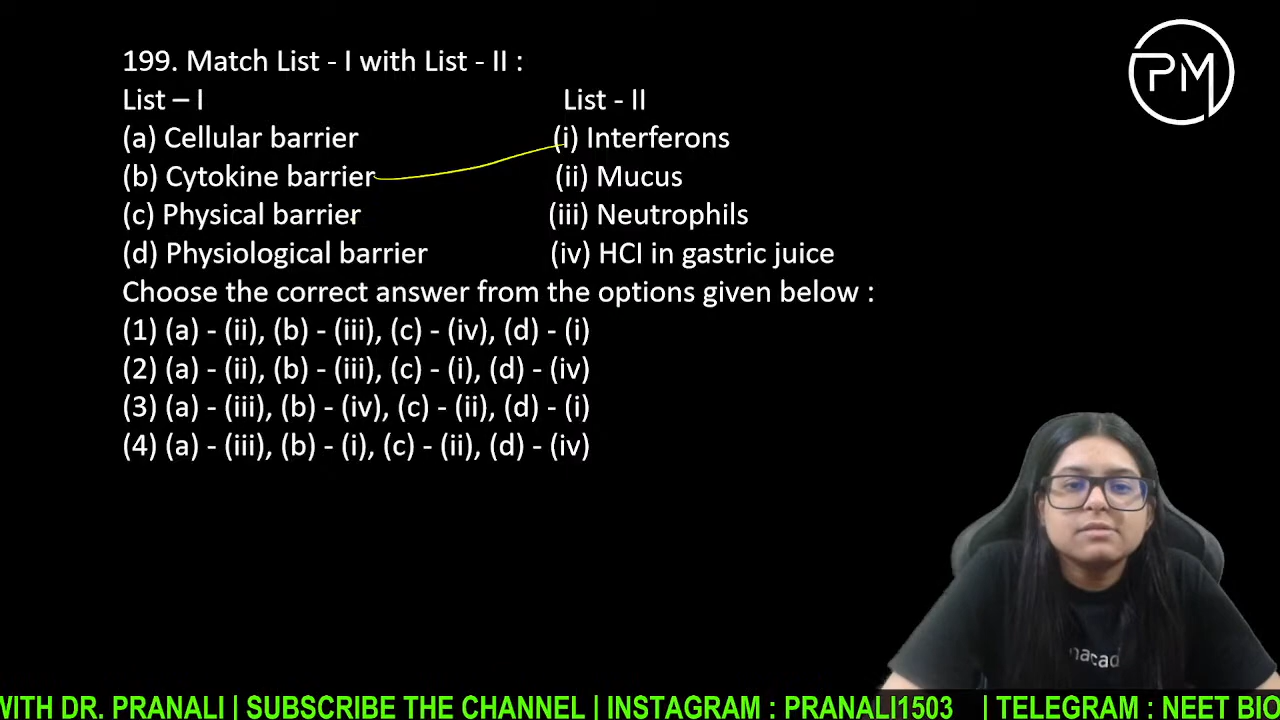 PM
199. Match List - I with List - II :
List – I List - II
(a) Cellular barrier (i) Interferons
(b) Cytokine barrier (ii) Mucus
(c) Physical barrier (iii) Neutrophils
(d) Physiological barrier (iv) HCI in gastric juice
Choose the correct answer from the options given below :
(1) (a) - (ii), (b) - (iii), (c) - (iv), (d) - (i)
(2) (a) - (ii), (b) - (iii), (c) - (i), (d) - (iv)
(3) (a) - (iii), (b) - (iv), (c) - (ii), (d) - (i)
(4) (a) - (iii), (b) - (i), (c) - (ii), (d) - (iv)
WITH DR. PRANALI | SUBSCRIBE THE CHANNEL | INSTAGRAM : PRANALI1503 | TELEGRAM : NEET BIO